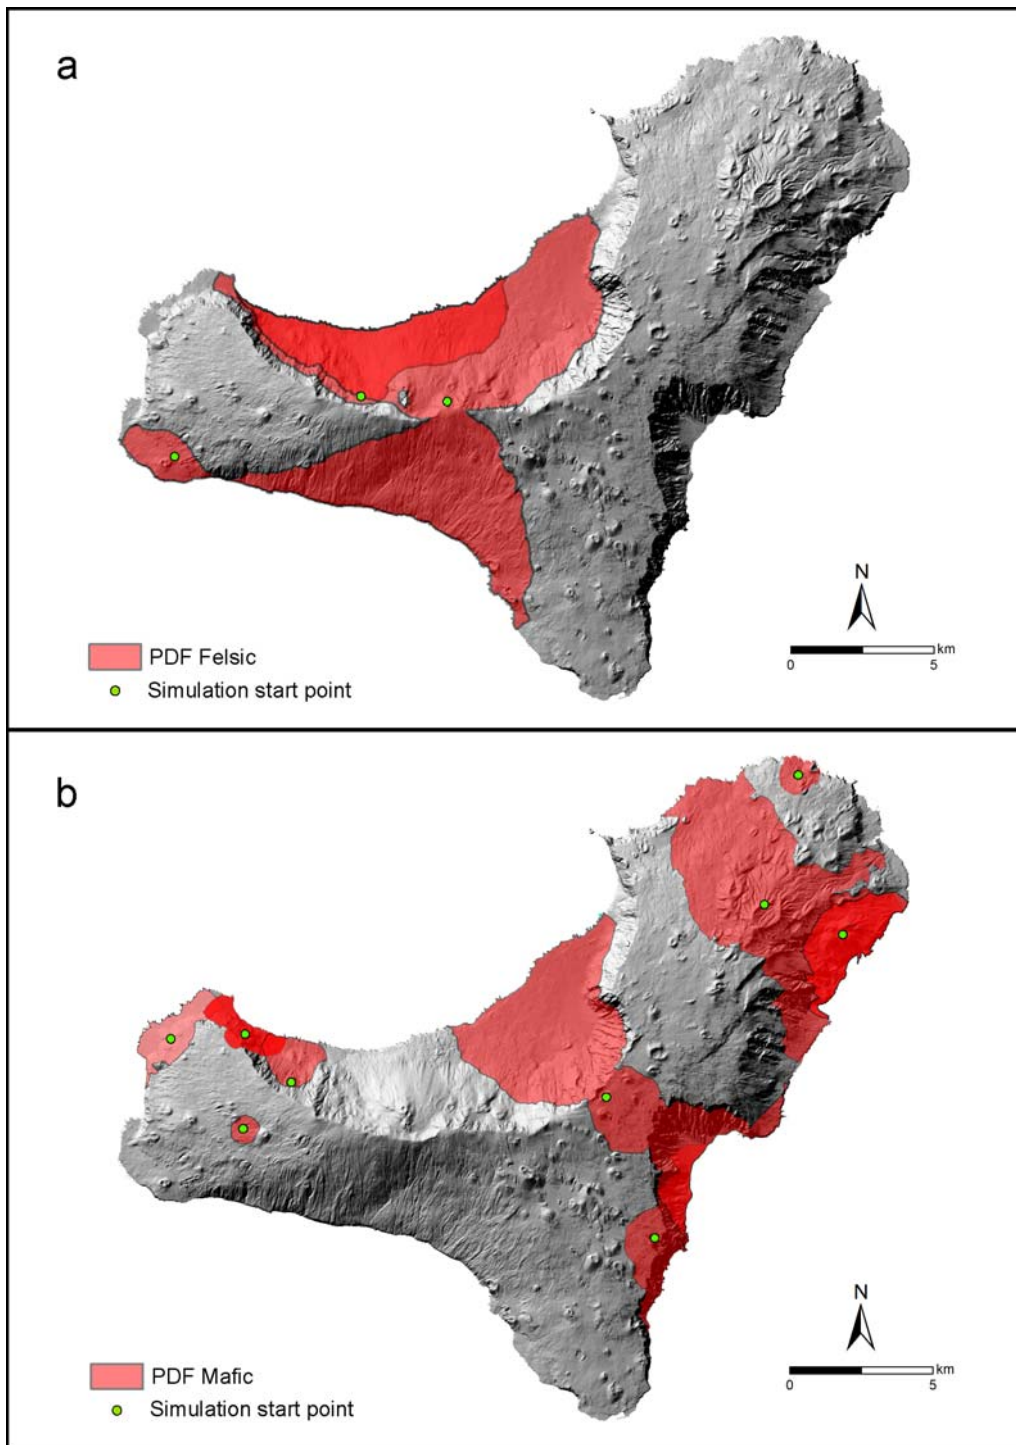 a
N
km
0 5
PDF Felsic
Simulation start point
b
N
km
0 5
PDF Mafic
Simulation start point